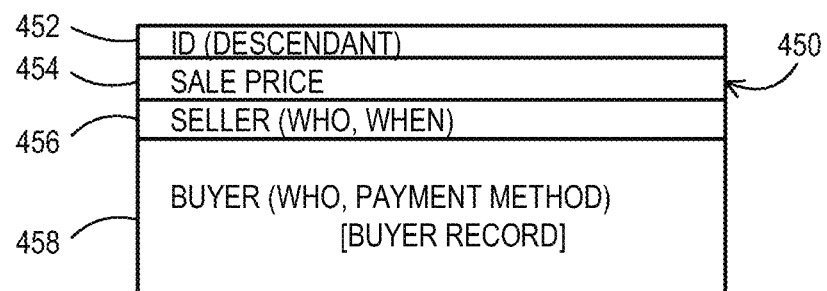 452
ID (DESCENDANT)
450
454
SALE PRICE
456
SELLER (WHO, WHEN)
BUYER (WHO, PAYMENT METHOD)
458
[BUYER RECORD]